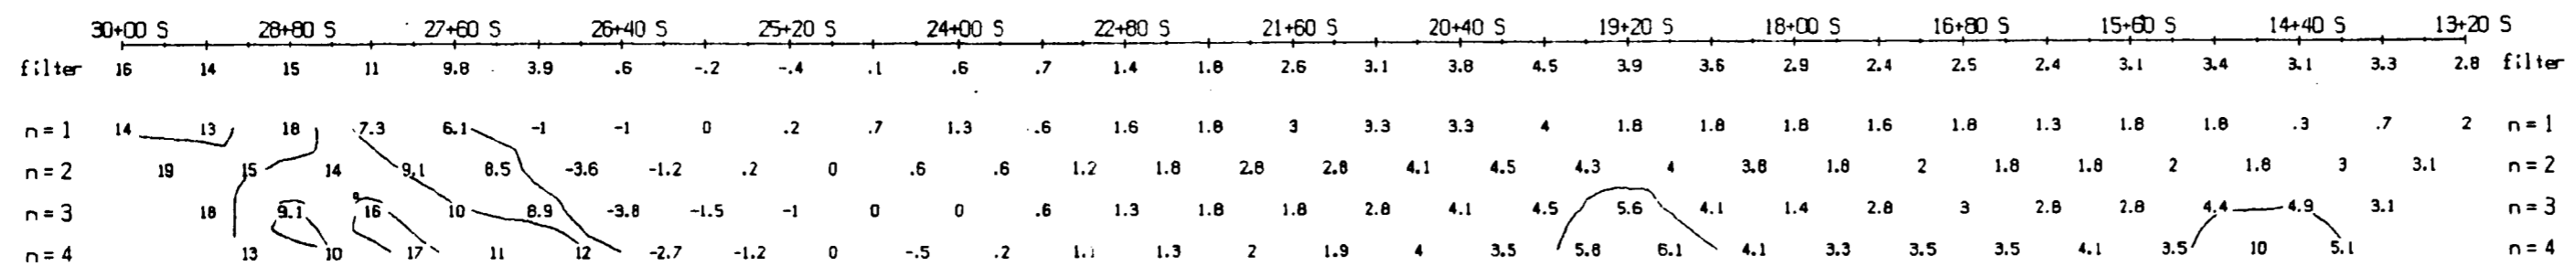 30+00 S 28+80 S 27+60 S 26+40 S 25+20 S 24+00 S 22+80 S 21+60 S 20+40 S 19+20 S 18+00 S 16+80 S 15+60 S 14+40 S 13+20 S
filter 16 14 15 11 9.8 3.9 .6 -.2 -.4 .1 .6 .7 1.4 1.8 2.6 3.1 3.8 4.5 3.9 3.6 2.9 2.4 2.5 2.4 3.1 3.4 3.1 3.3 2.8 filter
n=1 14 13 18 7.3 6.1 -1 -1 0 .2 .7 1.3 .6 1.6 1.8 3 3.3 3.3 4 1.8 1.8 1.8 1.6 1.8 1.3 1.8 1.8 .3 .7 2 n=1
n=2 19 15 14 9.1 8.5 -3.6 -1.2 .2 0 .6 .6 1.2 1.8 2.8 2.8 4.1 4.5 4.3 4 3.8 1.8 2 1.8 1.8 2 1.8 3 3.1 n=2
n=3 18 9.1 16 10 8.9 -3.8 -1.5 -1 0 0 .6 1.3 1.8 1.8 2.8 4.1 4.5 5.6 4.1 1.4 2.8 3 2.8 2.8 4.4 4.9 3.1 n=3
n=4 13 10 17 11 12 -2.7 -1.2 0 -.5 .2 1.1 1.3 2 1.9 4 3.5 5.8 6.1 4.1 3.3 3.5 3.5 4.1 3.5 10 5.1 n=4